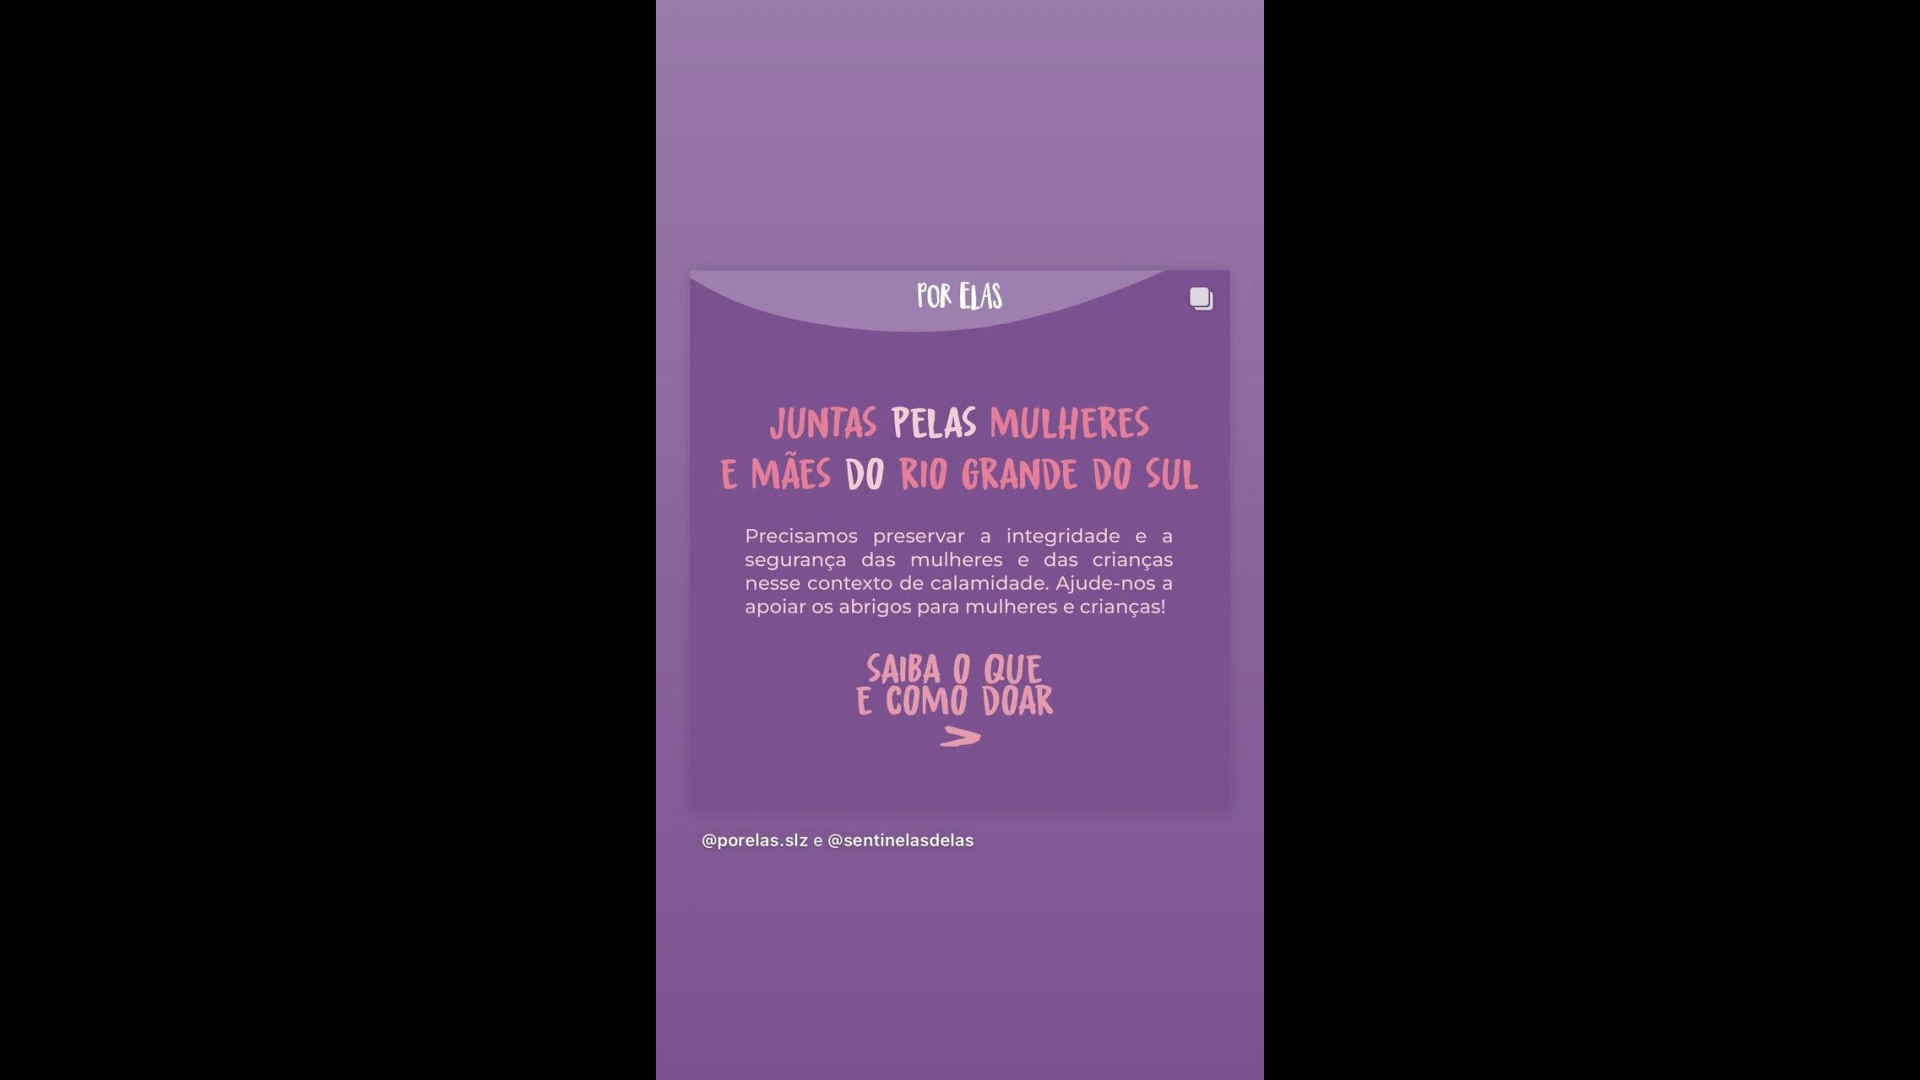 POR ELAS
JUNTAS PELAS MULHERES
E MÃES DO RIO GRANDE DO SUL
Precisamos preservar a integridade e a
segurança das mulheres e das crianças
nesse contexto de calamidade. Ajude-nos a
apoiar os abrigos para mulheres e crianças!
SAIBA O QUE
E COMO DOAR
>
@porelas.slz e @sentinelasdelas